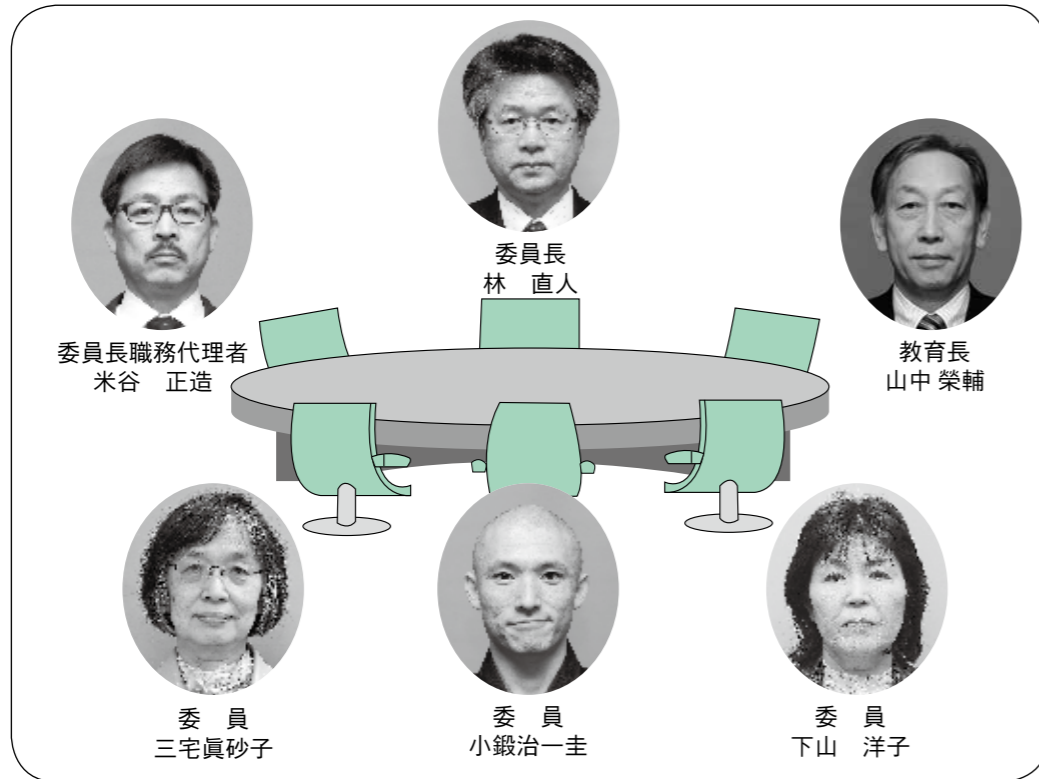 委員長
林　直人
委員長職務代理者
米谷　正造
教育長
山中 榮輔
委　員
三宅眞砂子
委　員
小鍛治一圭
委　員
下山　洋子